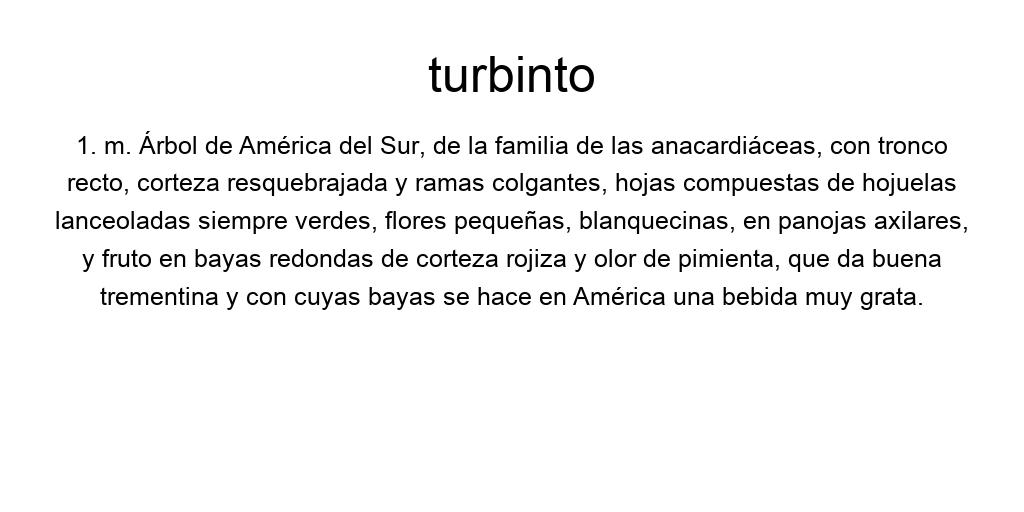 turbinto
1. m. Árbol de América del Sur, de la familia de las anacardiáceas, con tronco
recto, corteza resquebrajada y ramas colgantes, hojas compuestas de hojuelas
lanceoladas siempre verdes, flores pequeñas, blanquecinas, en panojas axilares,
y fruto en bayas redondas de corteza rojiza y olor de pimienta, que da buena
trementina y con cuyas bayas se hace en América una bebida muy grata.